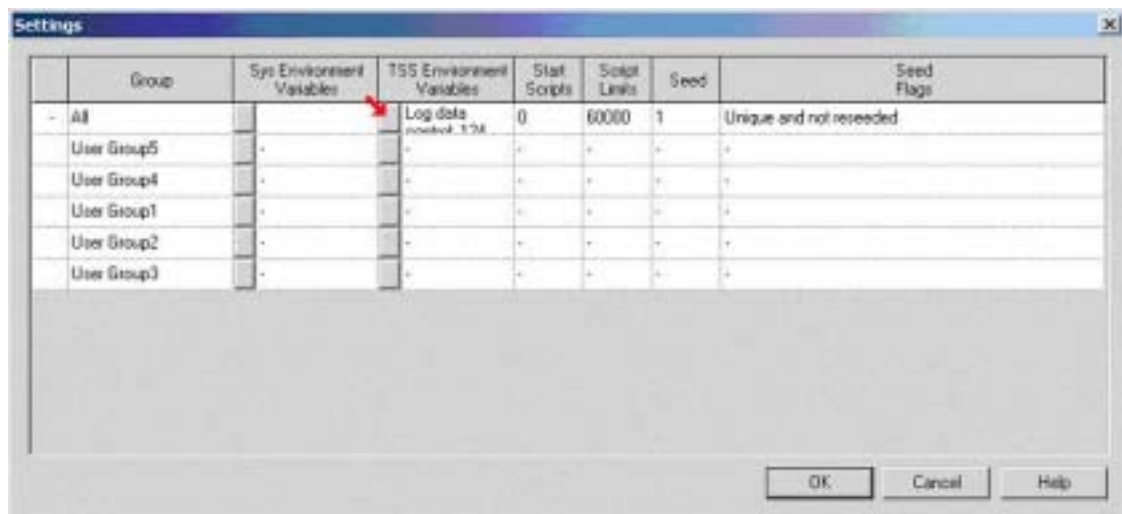 Settings
Group
Sys Environment Variables
TSS Environment Variables
Start Scripts
Script Limits
Seed
Seed Flags
- All
Log data
control, 124
0
60000
1
Unique and not reseeded
User Group5 - - - - - -
User Group4 - - - - - -
User Group1 - - - - - -
User Group2 - - - - - -
User Group3 - - - - - -
OK
Cancel
Help